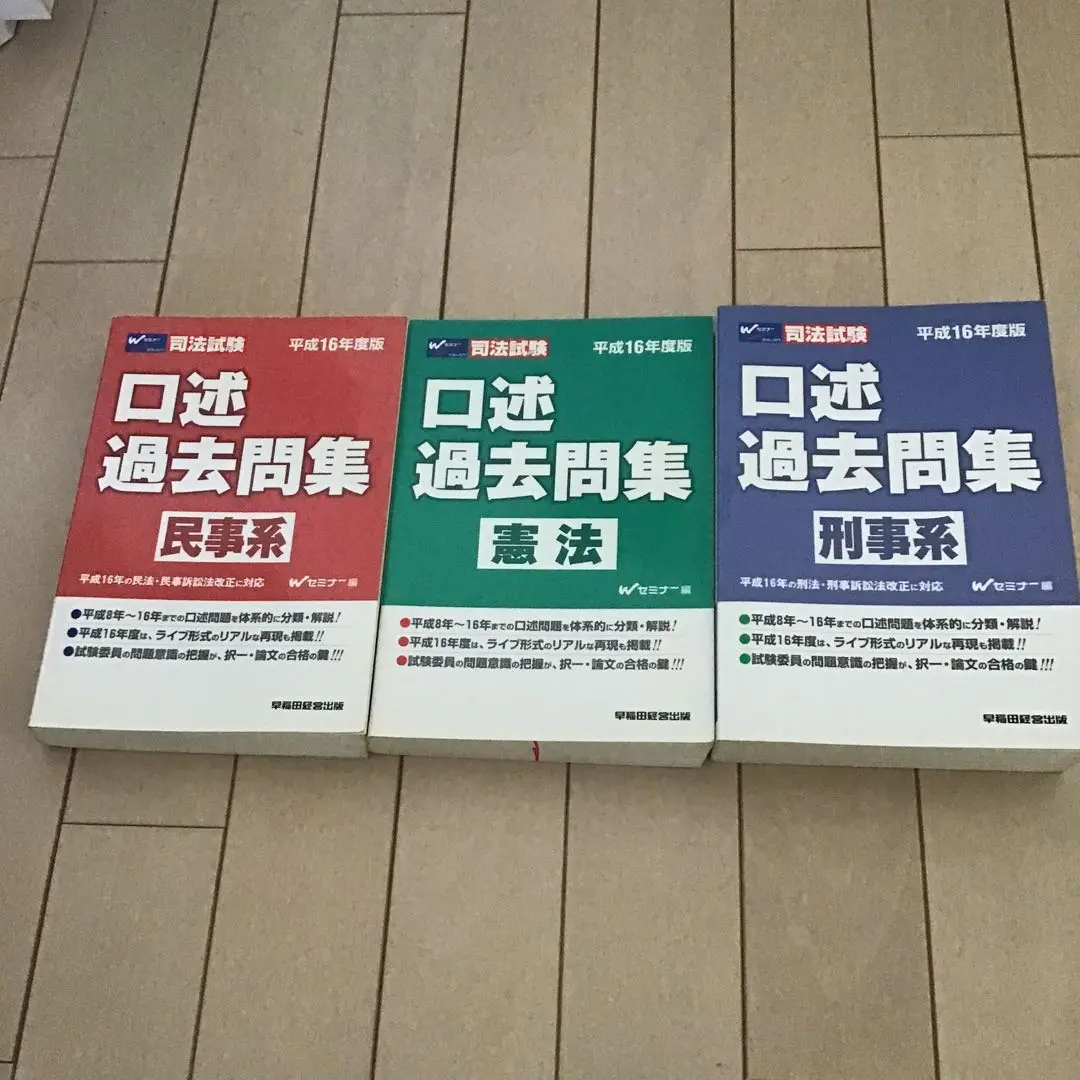 Wセミナー 司法試験 平成16年度版
口述
過去問集
民事系
平成16年の民法・民事訴訟法改正に対応 Wセミナー 編
●平成8年～16年までの口述問題を体系的に分類・解説!
●平成16年度は、ライブ形式のリアルな再現も掲載!!
●試験委員の問題意識の把握が、択一・論文の合格の鍵!!!
早稲田経営出版
Wセミナー 司法試験 平成16年度版
口述
過去問集
憲法
Wセミナー 編
●平成8年～16年までの口述問題を体系的に分類・解説!
●平成16年度は、ライブ形式のリアルな再現も掲載!!
●試験委員の問題意識の把握が、択一・論文の合格の鍵!!!
早稲田経営出版
Wセミナー 司法試験 平成16年度版
口述
過去問集
刑事系
平成16年の刑法・刑事訴訟法改正に対応 Wセミナー 編
●平成8年～16年までの口述問題を体系的に分類・解説!
●平成16年度は、ライブ形式のリアルな再現も掲載!!
●試験委員の問題意識の把握が、択一・論文の合格の鍵!!!
早稲田経営出版